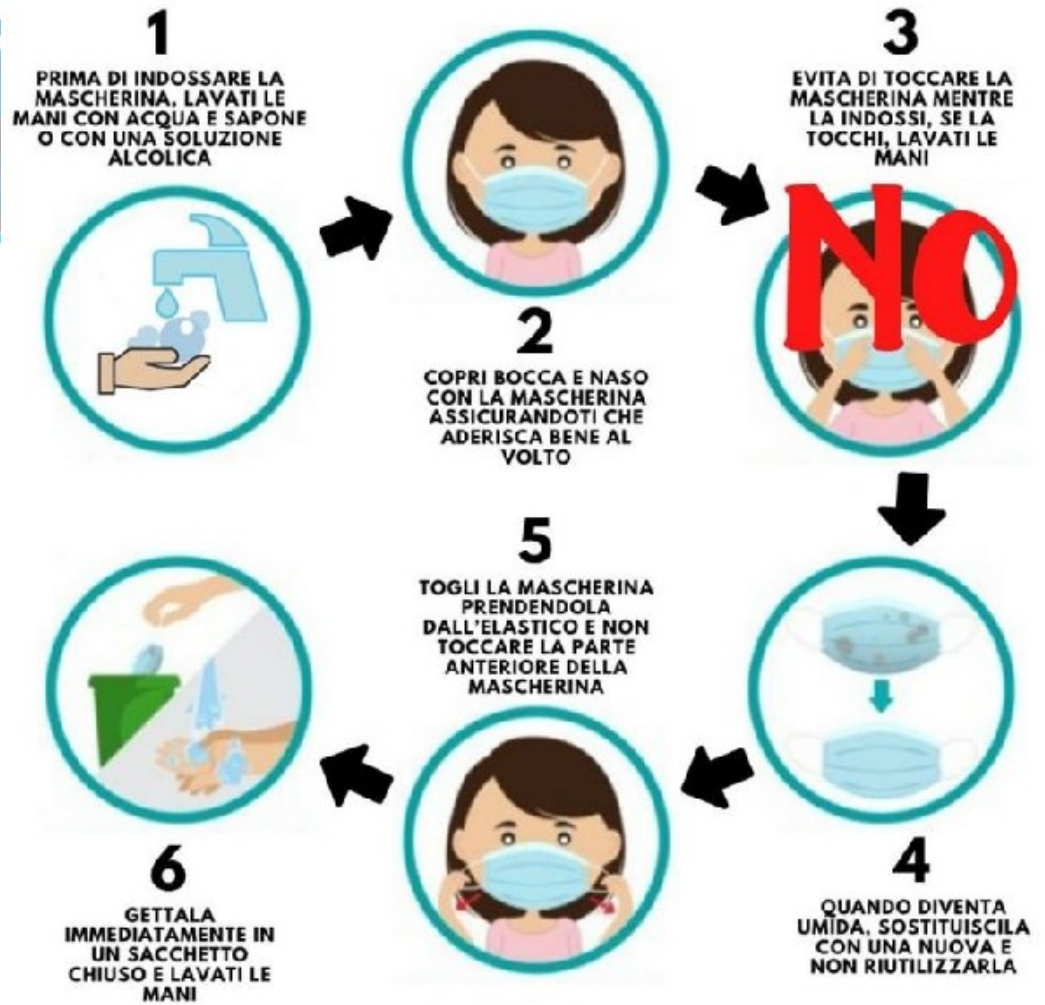 1
PRIMA DI INDOSSARE LA
MASCHERINA, LAVATI LE
MANI CON ACQUA E SAPONE
O CON UNA SOLUZIONE
ALCOLICA
2
COPRI BOCCA E NASO
CON LA MASCHERINA
ASSICURANDOTI CHE
ADERISCA BENE AL
VOLTO
3
EVITA DI TOCCARE LA
MASCHERINA MENTRE
LA INDOSSI, SE LA
TOCCHI, LAVATI LE
MANI
No
4
QUANDO DIVENTA
UMIDA, SOSTITUISCILA
CON UNA NUOVA E
NON RIUTILIZZARLA
5
TOGLI LA MASCHERINA
PRENDENDOLA
DALL'ELASTICO E NON
TOCCARE LA PARTE
ANTERIORE DELLA
MASCHERINA
6
GETTALA
IMMEDIATAMENTE IN
UN SACCHETTO
CHIUSO E LAVATI LE
MANI